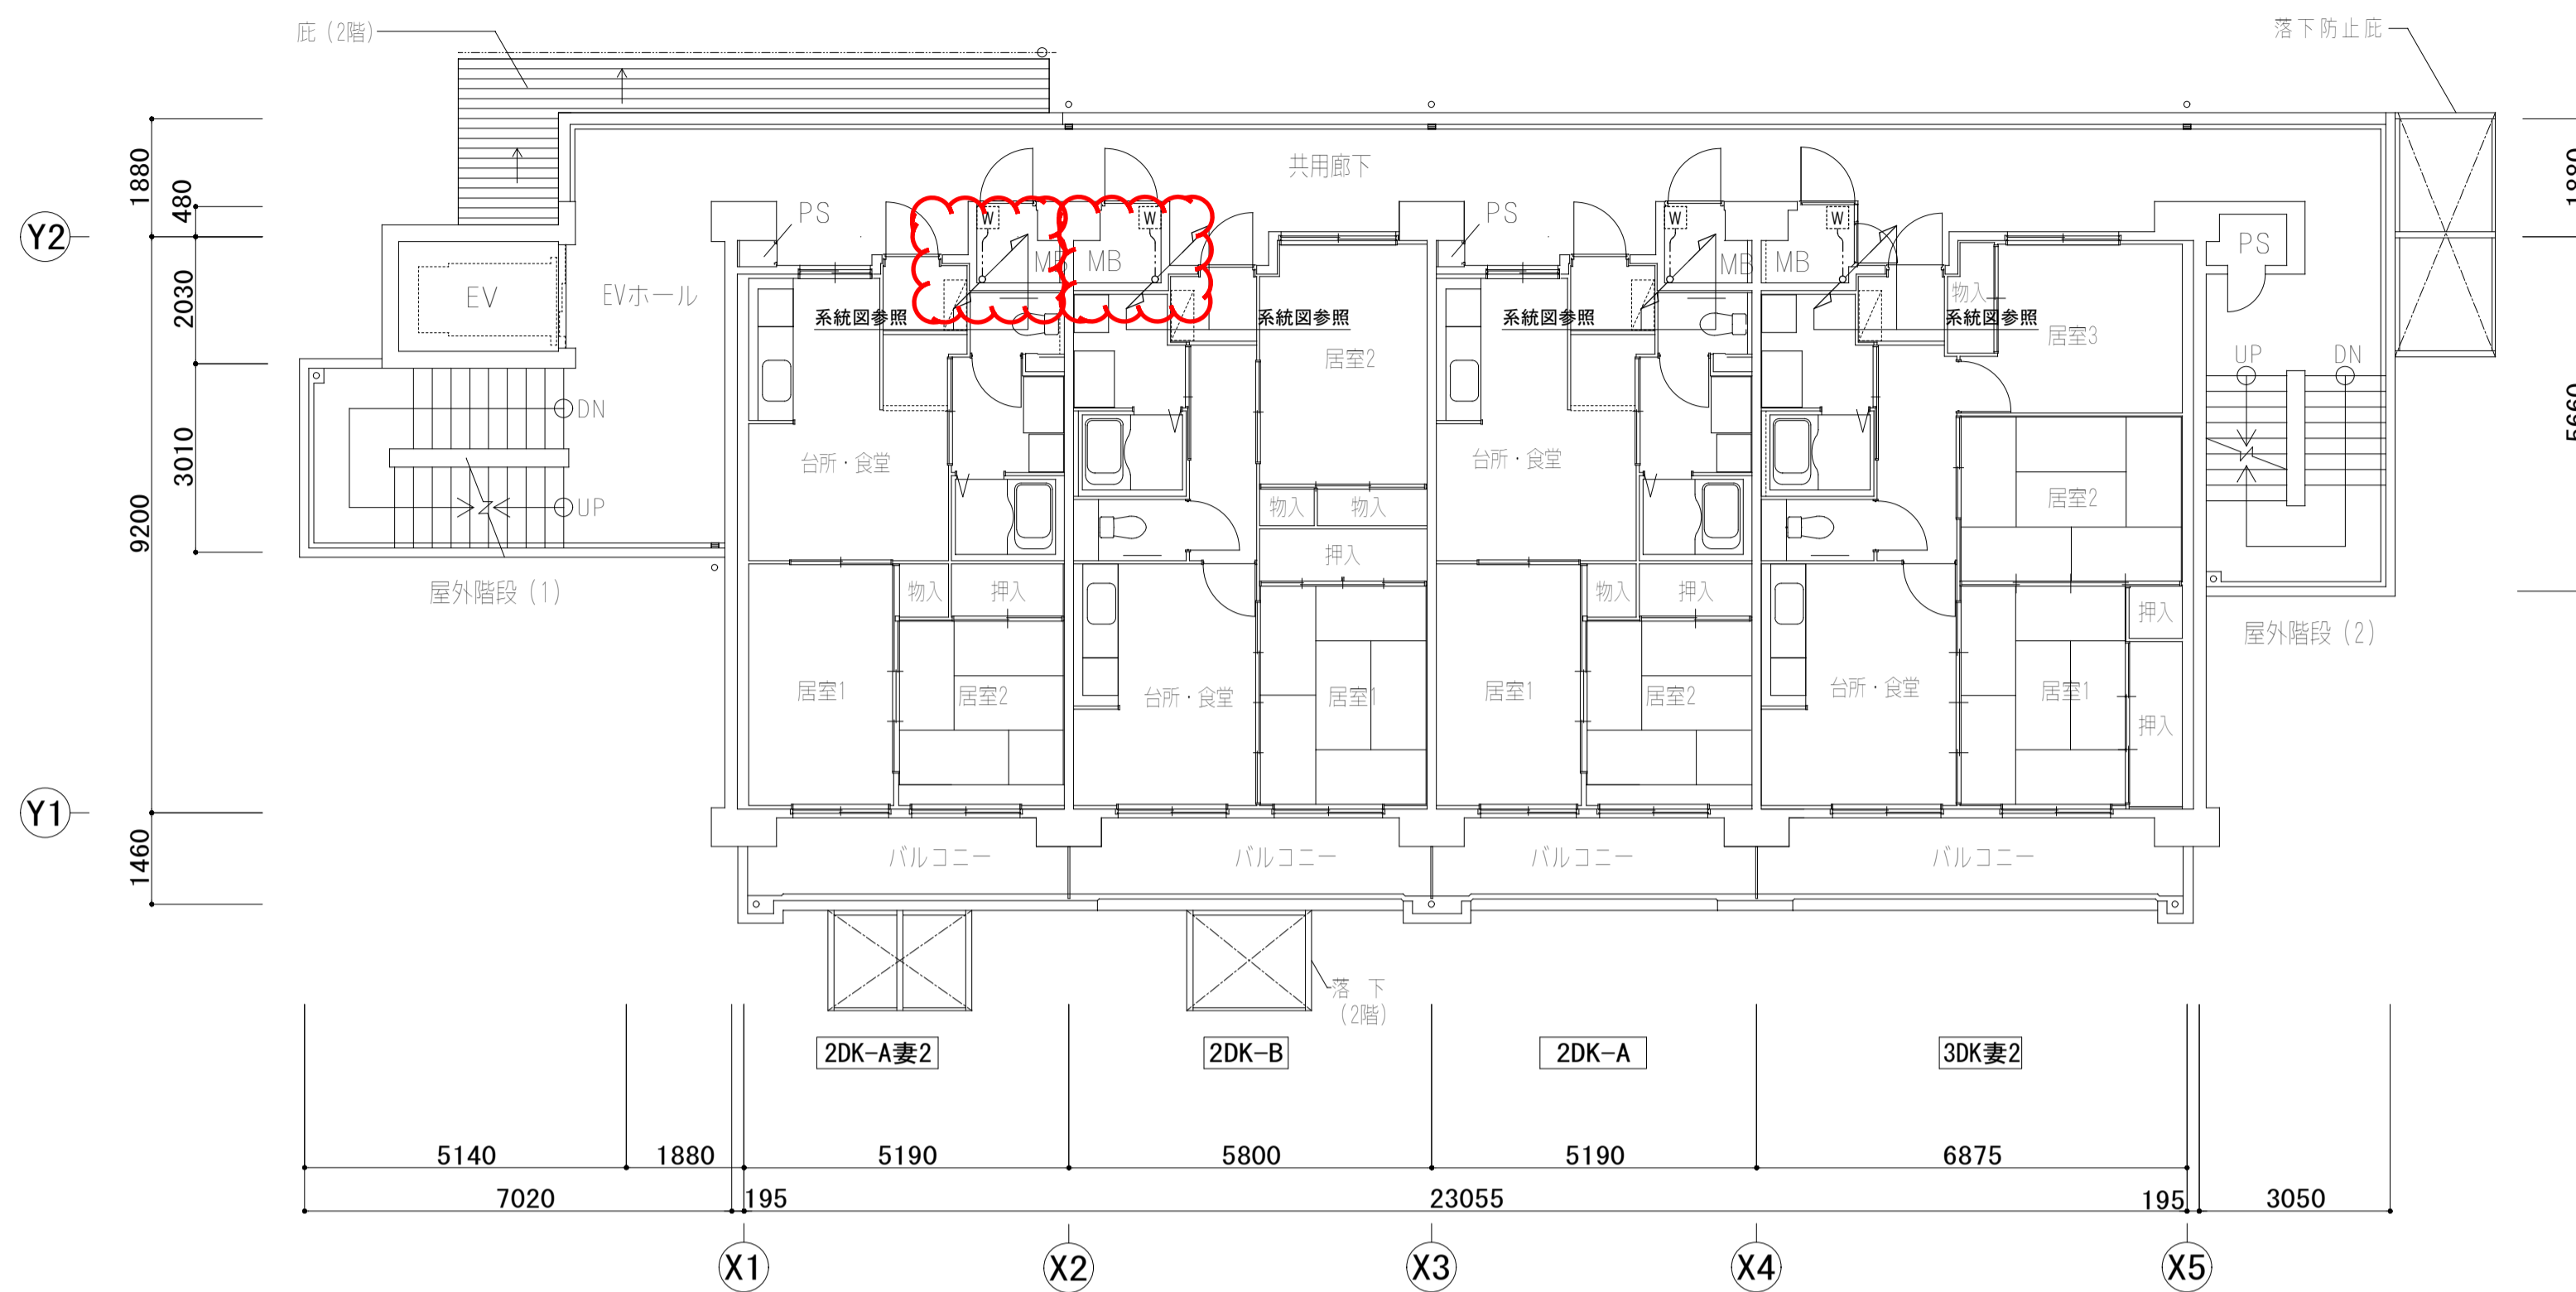 庇 (2階)
落下防止庇
1880
480
1880
共用廊下
PS
W
W
PS
W
W
PS
Y2
MB
MB
MB
MB
EV
EVホール
物入
2030
系統図参照
系統図参照
系統図参照
系統図参照
居室2
居室3
UP
DN
DN
3010
5660
台所・食堂
台所・食堂
居室2
9200
UP
物入
物入
押入
屋外階段 (1)
物入
押入
物入
押入
押入
屋外階段 (2)
居室1
居室2
台所・食堂
居室1
居室1
居室2
台所・食堂
居室1
押入
Y1
1460
バルコニー
バルコニー
バルコニー
バルコニー
落 下
(2階)
2DK-A妻2
2DK-B
2DK-A
3DK妻2
5140
1880
5190
5800
5190
6875
7020
195
23055
195
3050
X1
X2
X3
X4
X5